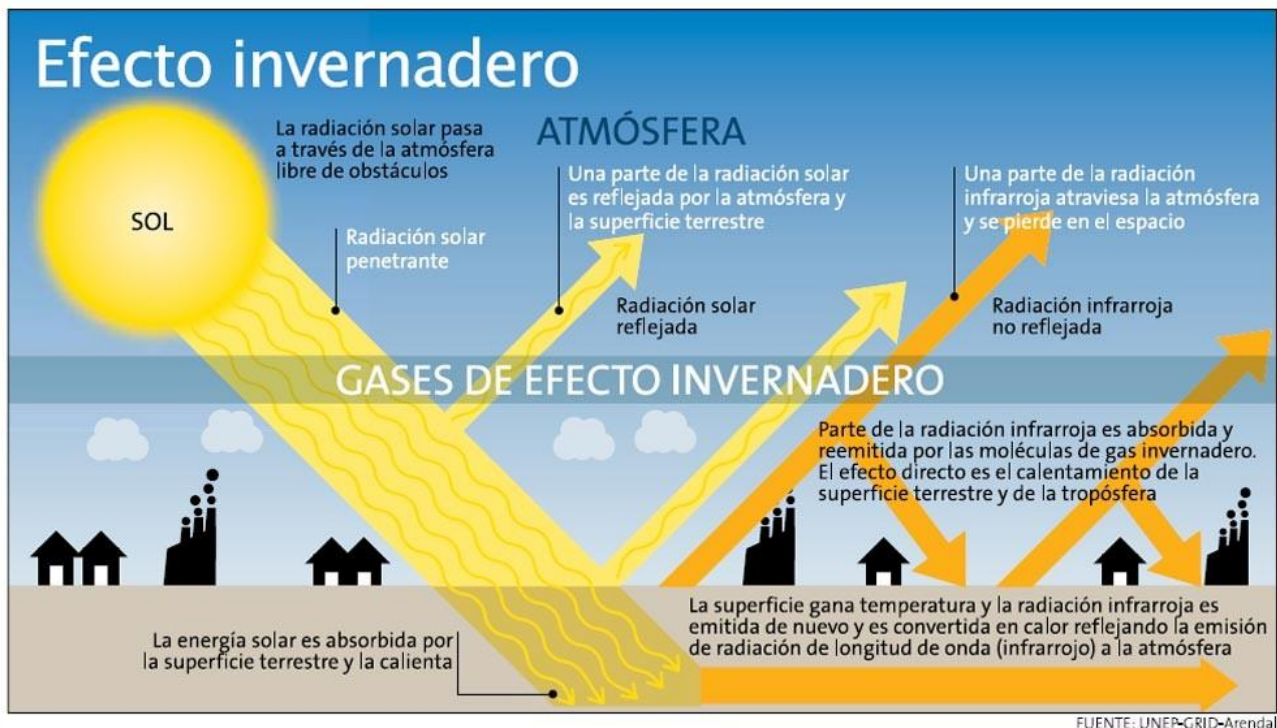 Efecto invernadero
SOL
La radiación solar pasa
a través de la atmósfera
libre de obstáculos
ATMÓSFERA
Radiación solar
penetrante
Una parte de la radiación solar
es reflejada por la atmósfera y
la superficie terrestre
Radiación solar
reflejada
Una parte de la radiación
infrarroja atraviesa la atmósfera
y se pierde en el espacio
Radiación infrarroja
no reflejada
GASES DE EFECTO INVERNADERO
Parte de la radiación infrarroja es absorbida y
reemitida por las moléculas de gas invernadero.
El efecto directo es el calentamiento de la
superficie terrestre y de la tropósfera
La energía solar es absorbida por
la superficie terrestre y la calienta
La superficie gana temperatura y la radiación infrarroja es
emitida de nuevo y es convertida en calor reflejando la emisión
de radiación de longitud de onda (infrarrojo) a la atmósfera
FUENTE: UNEP-GRID-Arendal